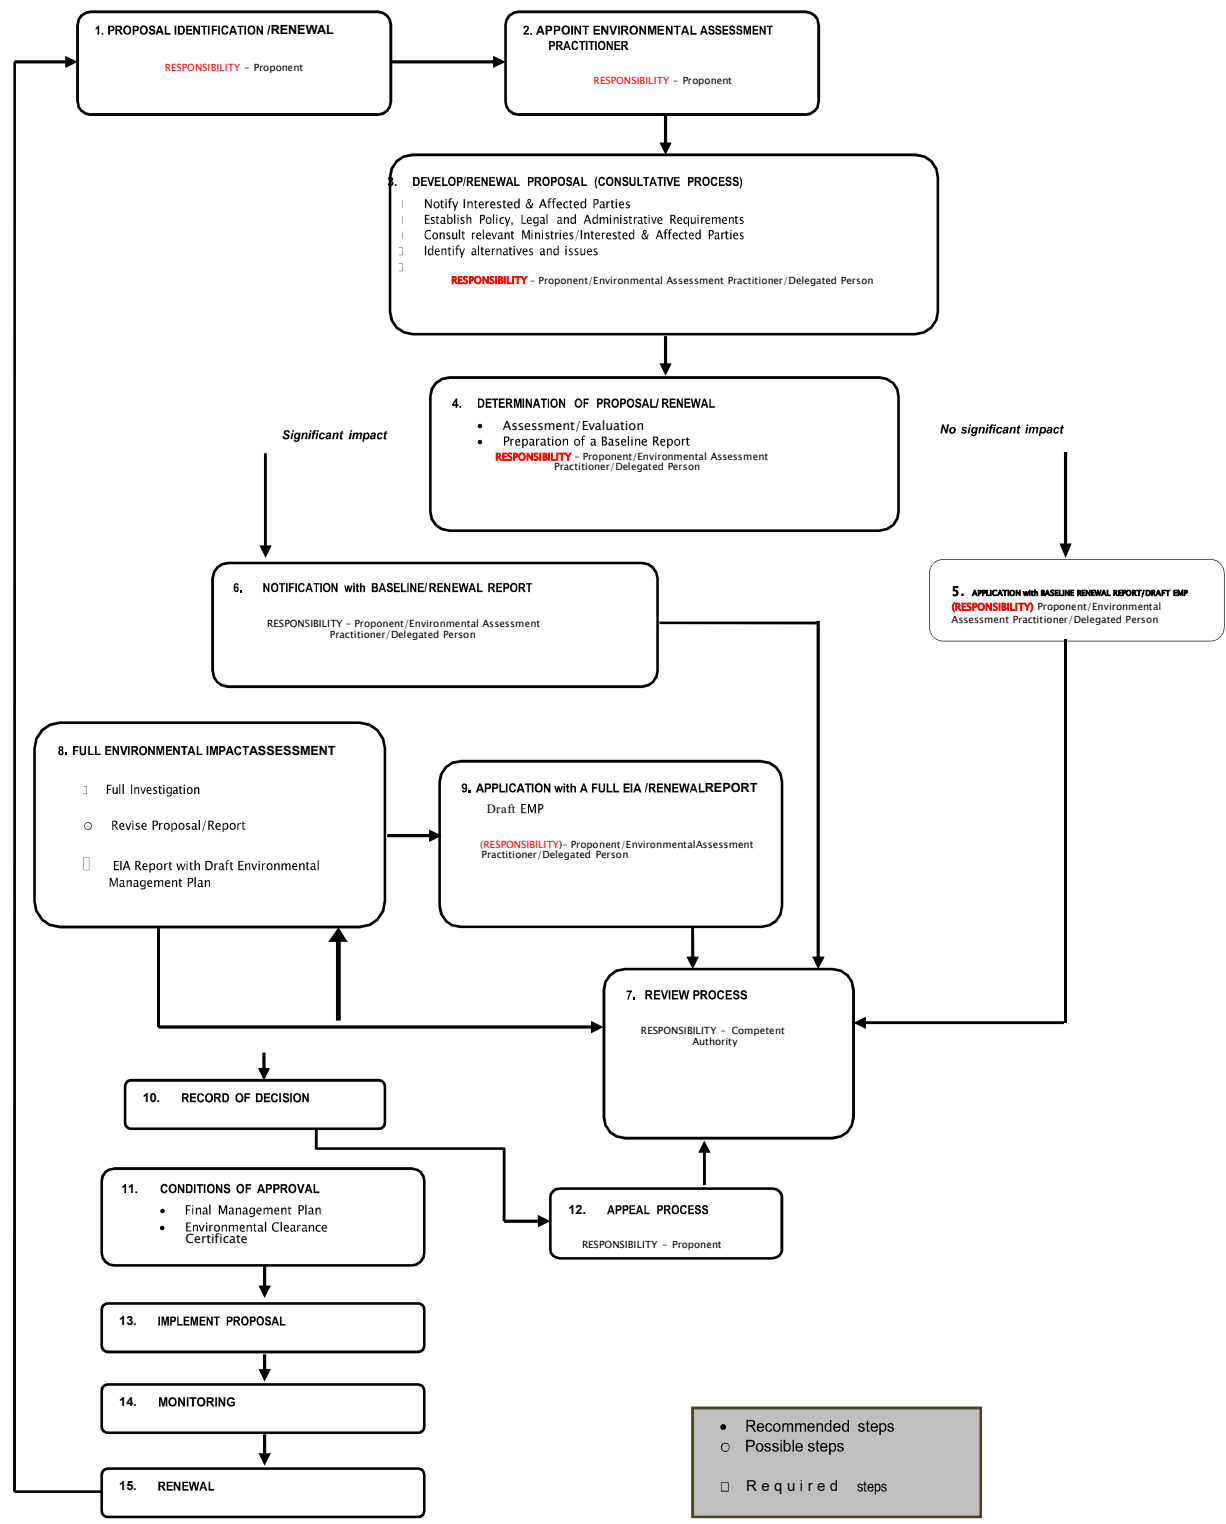 1. PROPOSAL IDENTIFICATION /RENEWAL
RESPONSIBILITY – Proponent
2. APPOINT ENVIRONMENTAL ASSESSMENT
PRACTITIONER
RESPONSIBILITY – Proponent
3. DEVELOP/RENEWAL PROPOSAL (CONSULTATIVE PROCESS)
Notify Interested & Affected Parties
Establish Policy, Legal and Administrative Requirements
Consult relevant Ministries/Interested & Affected Parties
□ Identify alternatives and issues
□
RESPONSIBILITY – Proponent/Environmental Assessment Practitioner/Delegated Person
4. DETERMINATION OF PROPOSAL/ RENEWAL
• Assessment/Evaluation
• Preparation of a Baseline Report
RESPONSIBILITY – Proponent/Environmental Assessment
Practitioner/Delegated Person
Significant impact
No significant impact
6. NOTIFICATION with BASELINE/ RENEWAL REPORT
RESPONSIBILITY – Proponent/Environmental Assessment
Practitioner/Delegated Person
5. APPLICATION with BASELINE RENEWAL REPORT/DRAFT EMP
(RESPONSIBILITY) Proponent/Environmental
Assessment Practitioner/Delegated Person
8. FULL ENVIRONMENTAL IMPACTASSESSMENT
□ Full Investigation
○ Revise Proposal/Report
□ EIA Report with Draft Environmental
Management Plan
9. APPLICATION with A FULL EIA /RENEWALREPORT
Draft EMP
(RESPONSIBILITY)– Proponent/EnvironmentalAssessment
Practitioner/Delegated Person
7. REVIEW PROCESS
RESPONSIBILITY – Competent
Authority
10. RECORD OF DECISION
11. CONDITIONS OF APPROVAL
• Final Management Plan
• Environmental Clearance
Certificate
12. APPEAL PROCESS
RESPONSIBILITY – Proponent
13. IMPLEMENT PROPOSAL
14. MONITORING
15. RENEWAL
• Recommended steps
○ Possible steps
□ Required steps